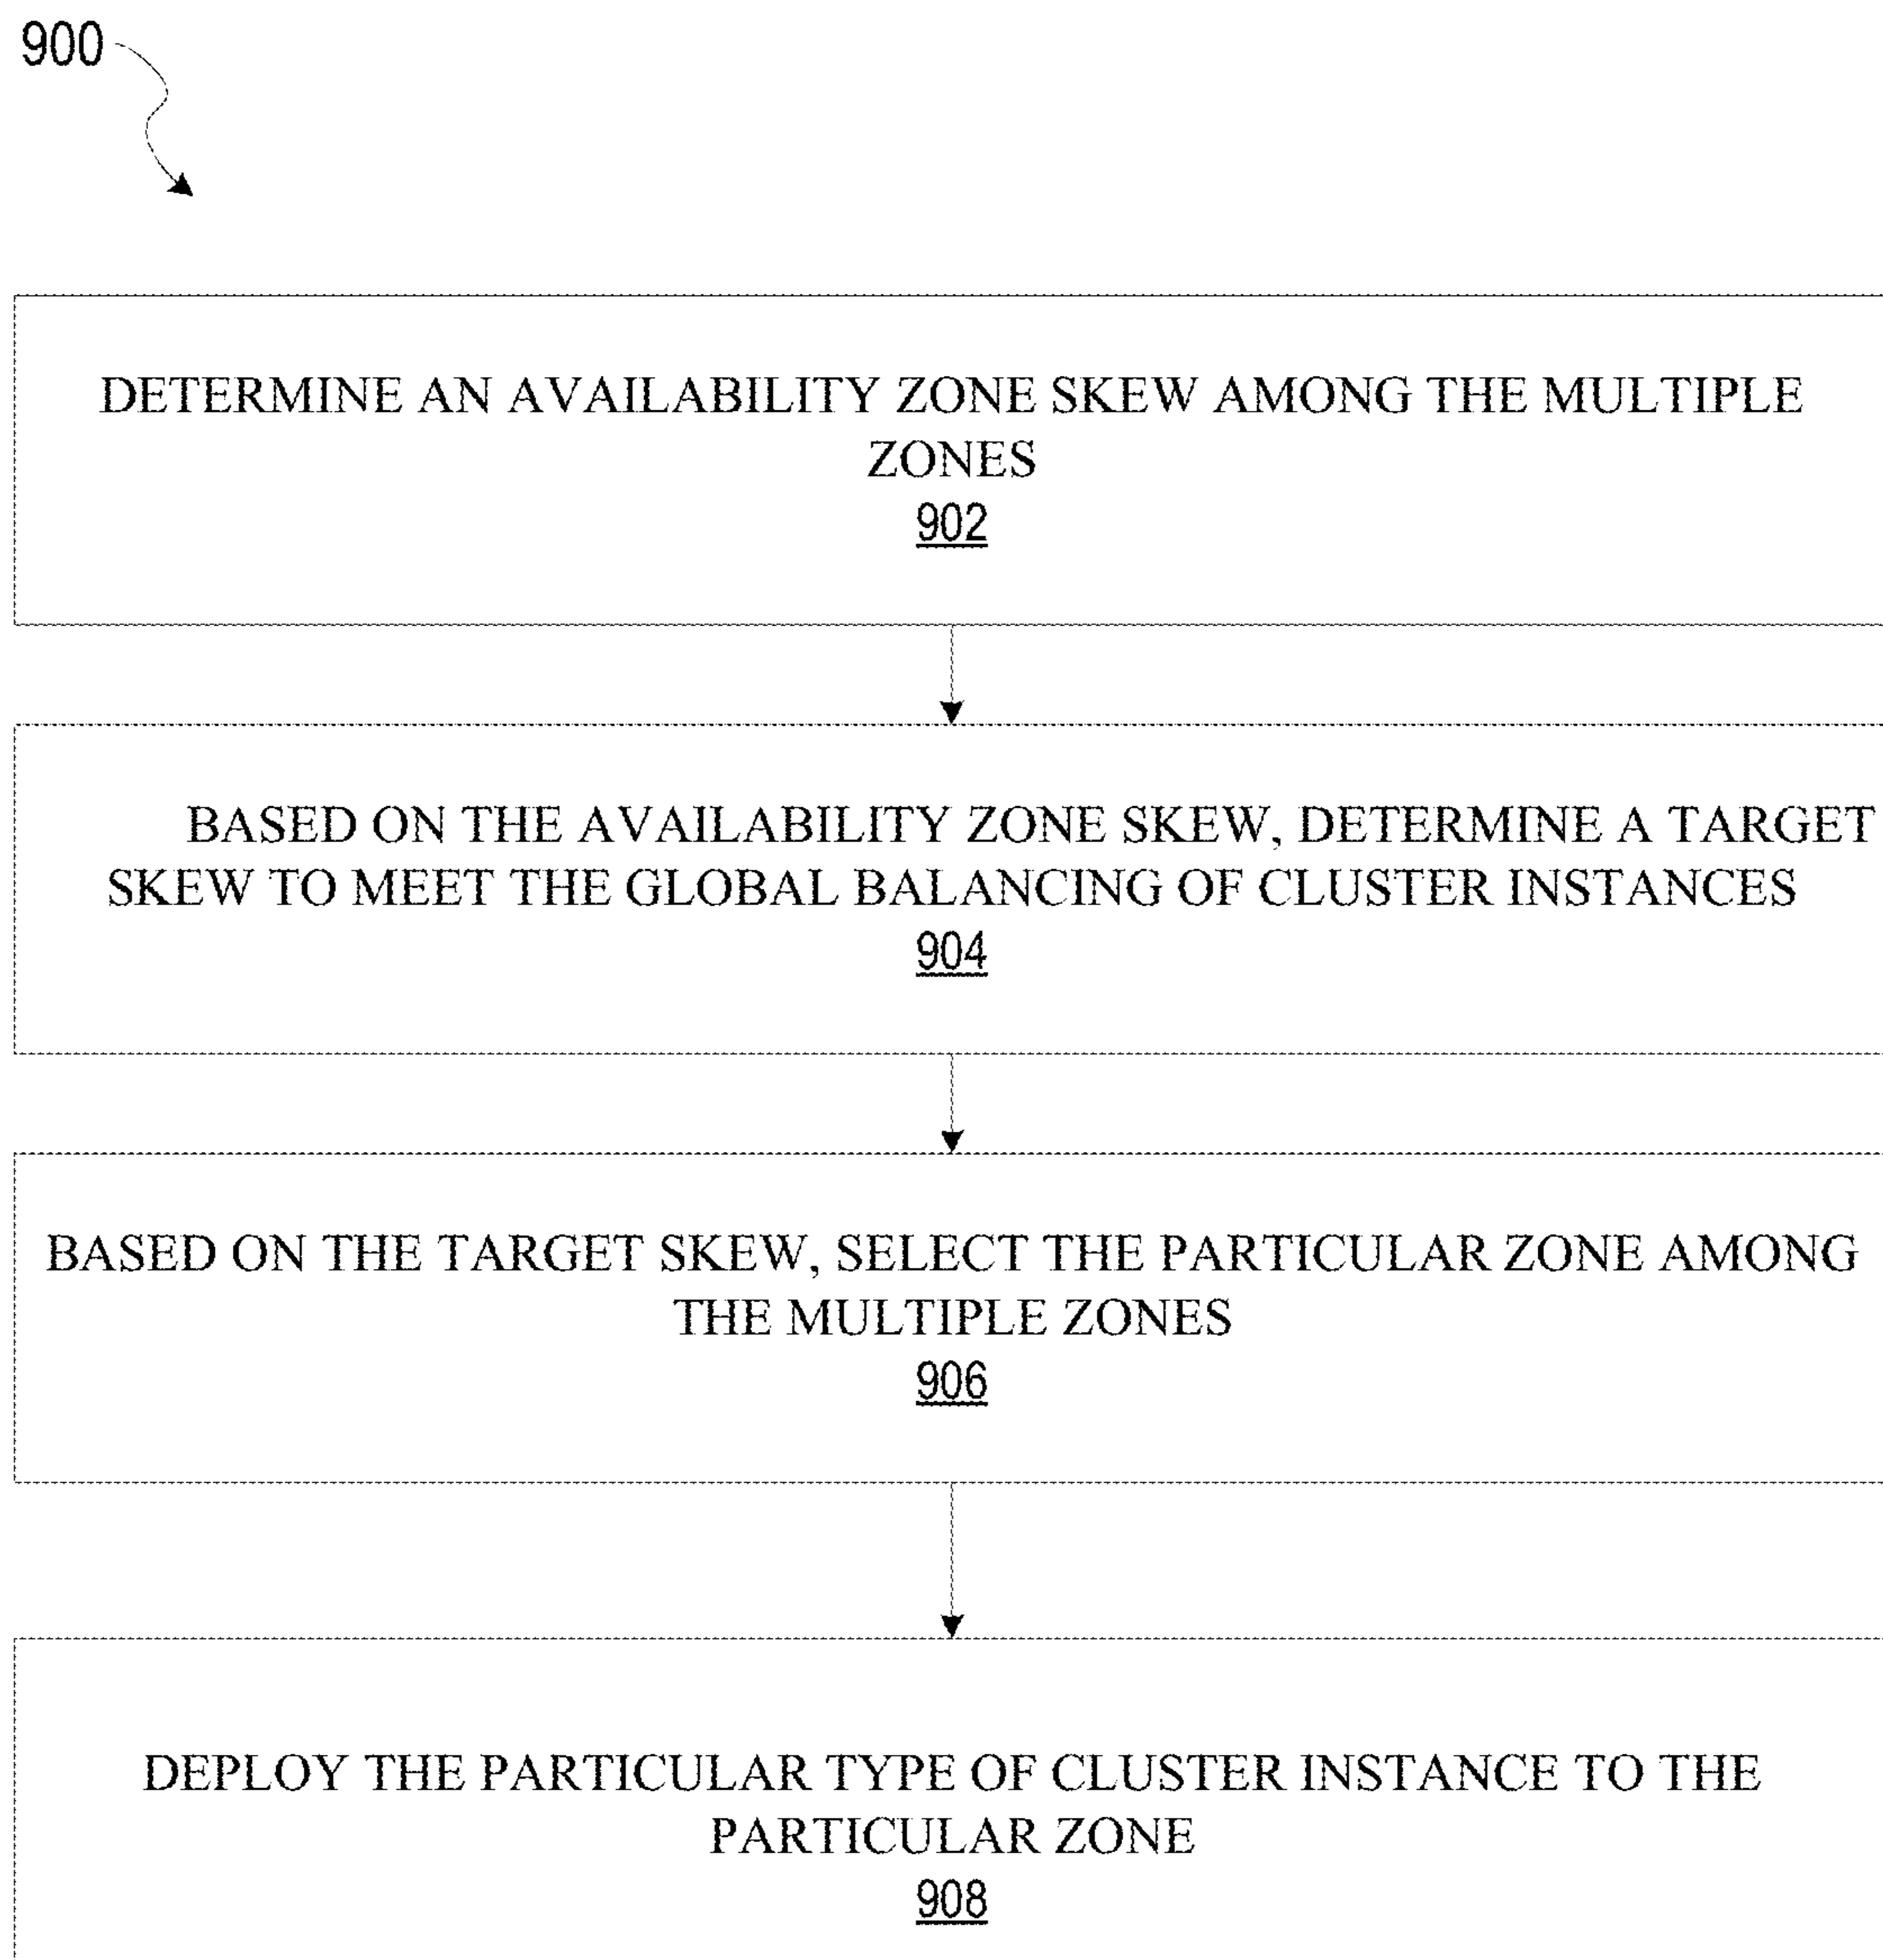 900
DETERMINE AN AVAILABILITY ZONE SKEW AMONG THE MULTIPLE
ZONES
902
BASED ON THE AVAILABILITY ZONE SKEW, DETERMINE A TARGET
SKEW TO MEET THE GLOBAL BALANCING OF CLUSTER INSTANCES
904
BASED ON THE TARGET SKEW, SELECT THE PARTICULAR ZONE AMONG
THE MULTIPLE ZONES
906
DEPLOY THE PARTICULAR TYPE OF CLUSTER INSTANCE TO THE
PARTICULAR ZONE
908